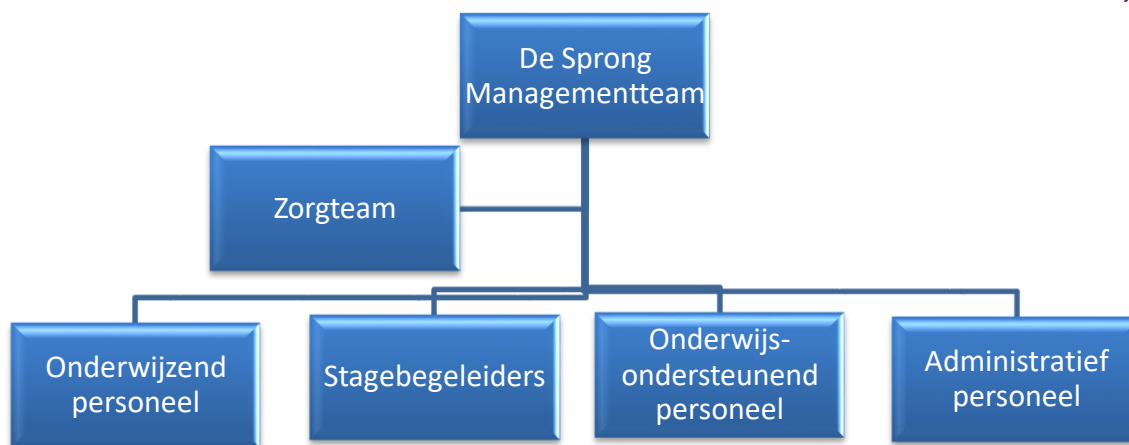 De Sprong
Managementteam
Zorgteam
Onderwijzend
personeel
Stagebegeleiders
Onderwijs-
ondersteunend
personeel
Administratief
personeel